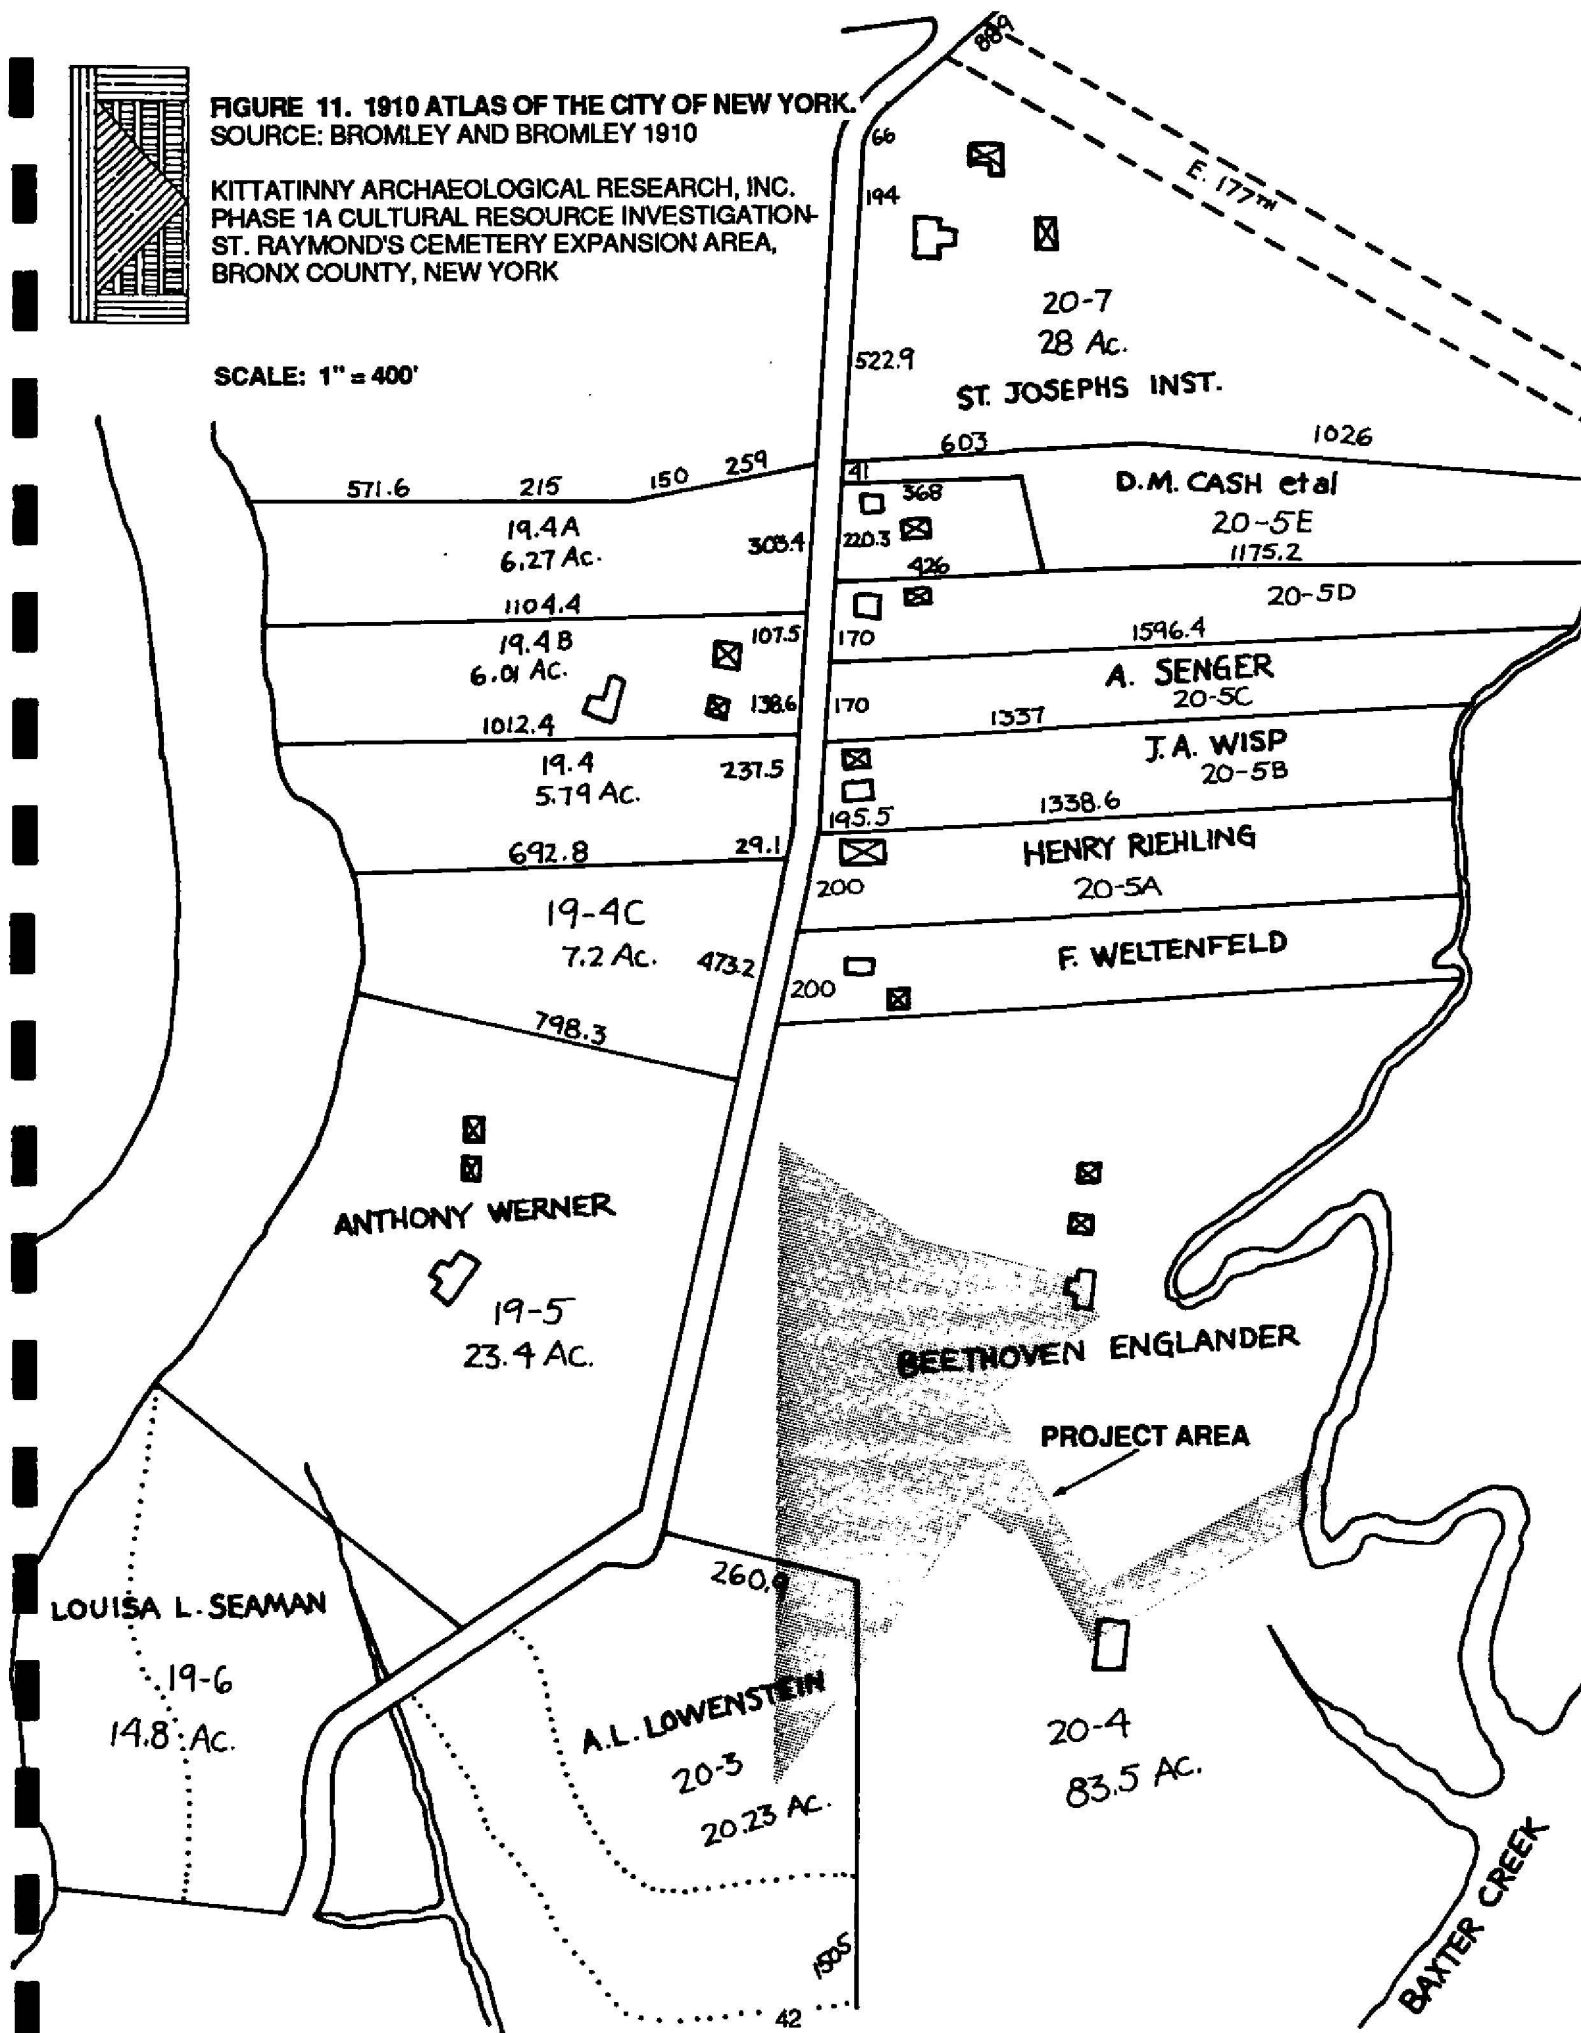 FIGURE 11. 1910 ATLAS OF THE CITY OF NEW YORK.
SOURCE: BROMLEY AND BROMLEY 1910
KITTATINNY ARCHAEOLOGICAL RESEARCH, INC.
PHASE 1A CULTURAL RESOURCE INVESTIGATION-
ST. RAYMOND'S CEMETERY EXPANSION AREA,
BRONX COUNTY, NEW YORK
SCALE: 1" = 400'
889
66
194
E. 177TH
20-7
28 Ac.
522.9
ST. JOSEPHS INST.
603
1026
571.6
215
150
259
41
368
D.M. CASH et al
20-5E
19.4A
6.27 Ac.
303.4
220.3
426
1175.2
1104.4
20-5D
19.4B
6.01 Ac.
107.5
170
1596.4
A. SENGER
20-5C
138.6
170
1012.4
1337
J.A. WISP
20-5B
19.4
5.79 Ac.
237.5
195.5
1338.6
692.8
29.1
HENRY RIEHLING
20-5A
200
19-4C
7.2 Ac.
473.2
F. WELTENFELD
200
798.3
ANTHONY WERNER
19-5
23.4 AC.
BEETHOVEN ENGLANDER
PROJECT AREA
260.9
LOUISA L. SEAMAN
19-6
14.8 AC.
A.L. LOWENSTEIN
20-3
20.23 AC.
20-4
83.5 AC.
1505
42
BAXTER CREEK